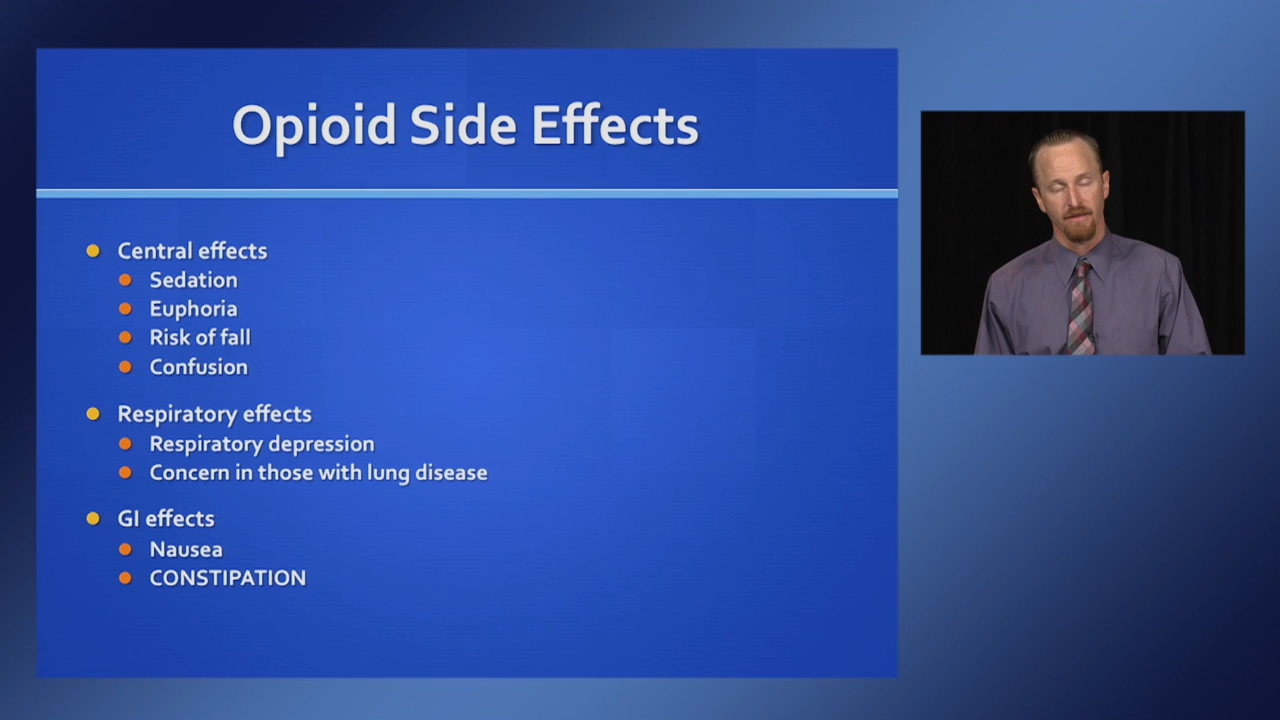 Opioid Side Effects
Central effects
Sedation
Euphoria
Risk of fall
Confusion
Respiratory effects
Respiratory depression
Concern in those with lung disease
GI effects
Nausea
CONSTIPATION